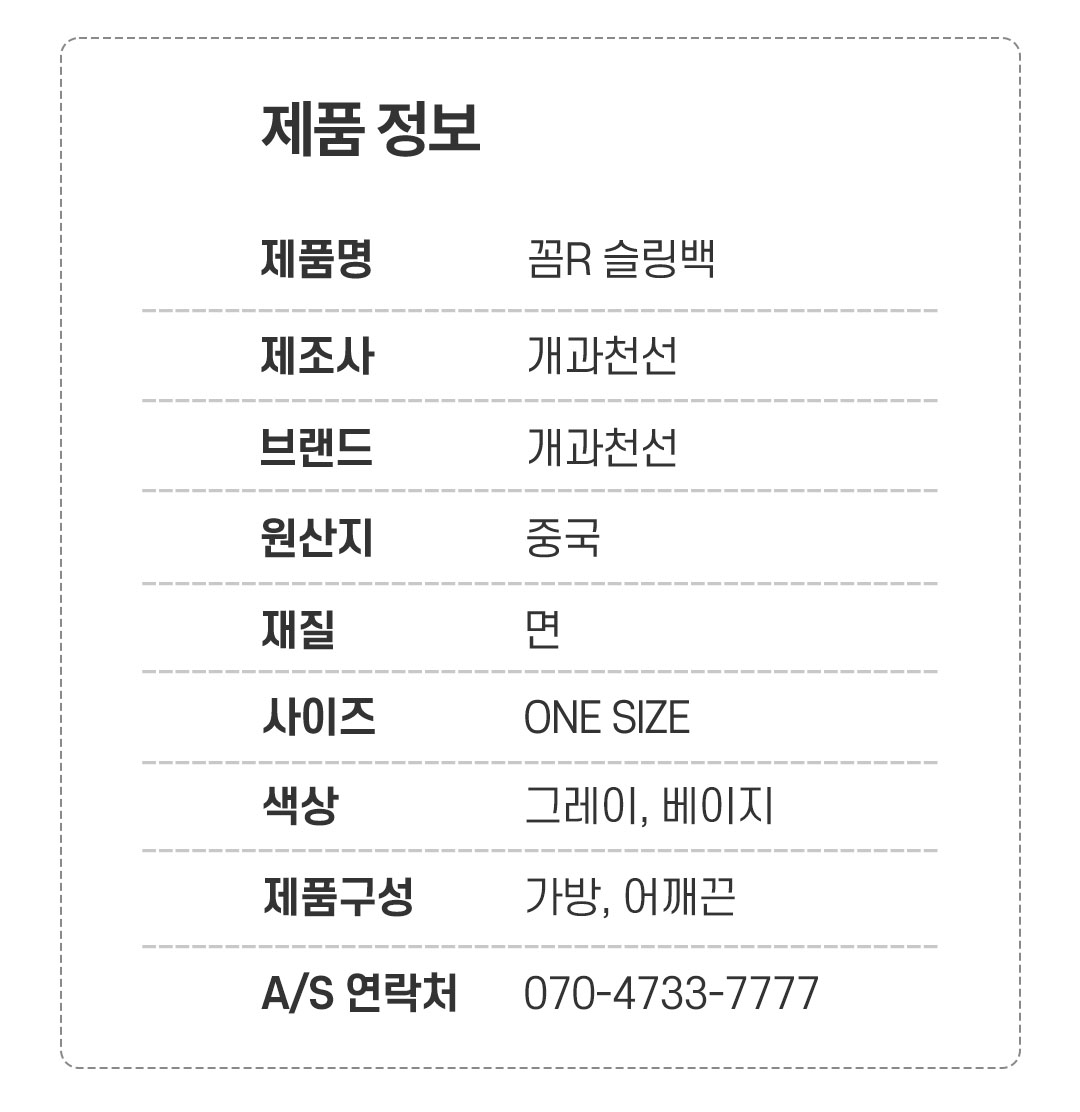 제품 정보
제품명 꼼R 슬링백
제조사 개과천선
브랜드 개과천선
원산지 중국
재질 면
사이즈 ONE SIZE
색상 그레이, 베이지
제품구성 가방, 어깨끈
A/S 연락처 070-4733-7777